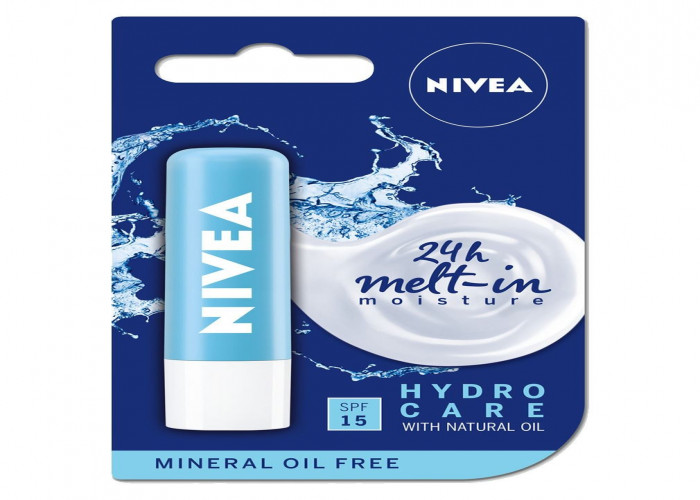 NIVEA
NIVEA
24h
melt-in
moisture
SPF
15
HYDRO
CARE
WITH NATURAL OIL
MINERAL OIL FREE